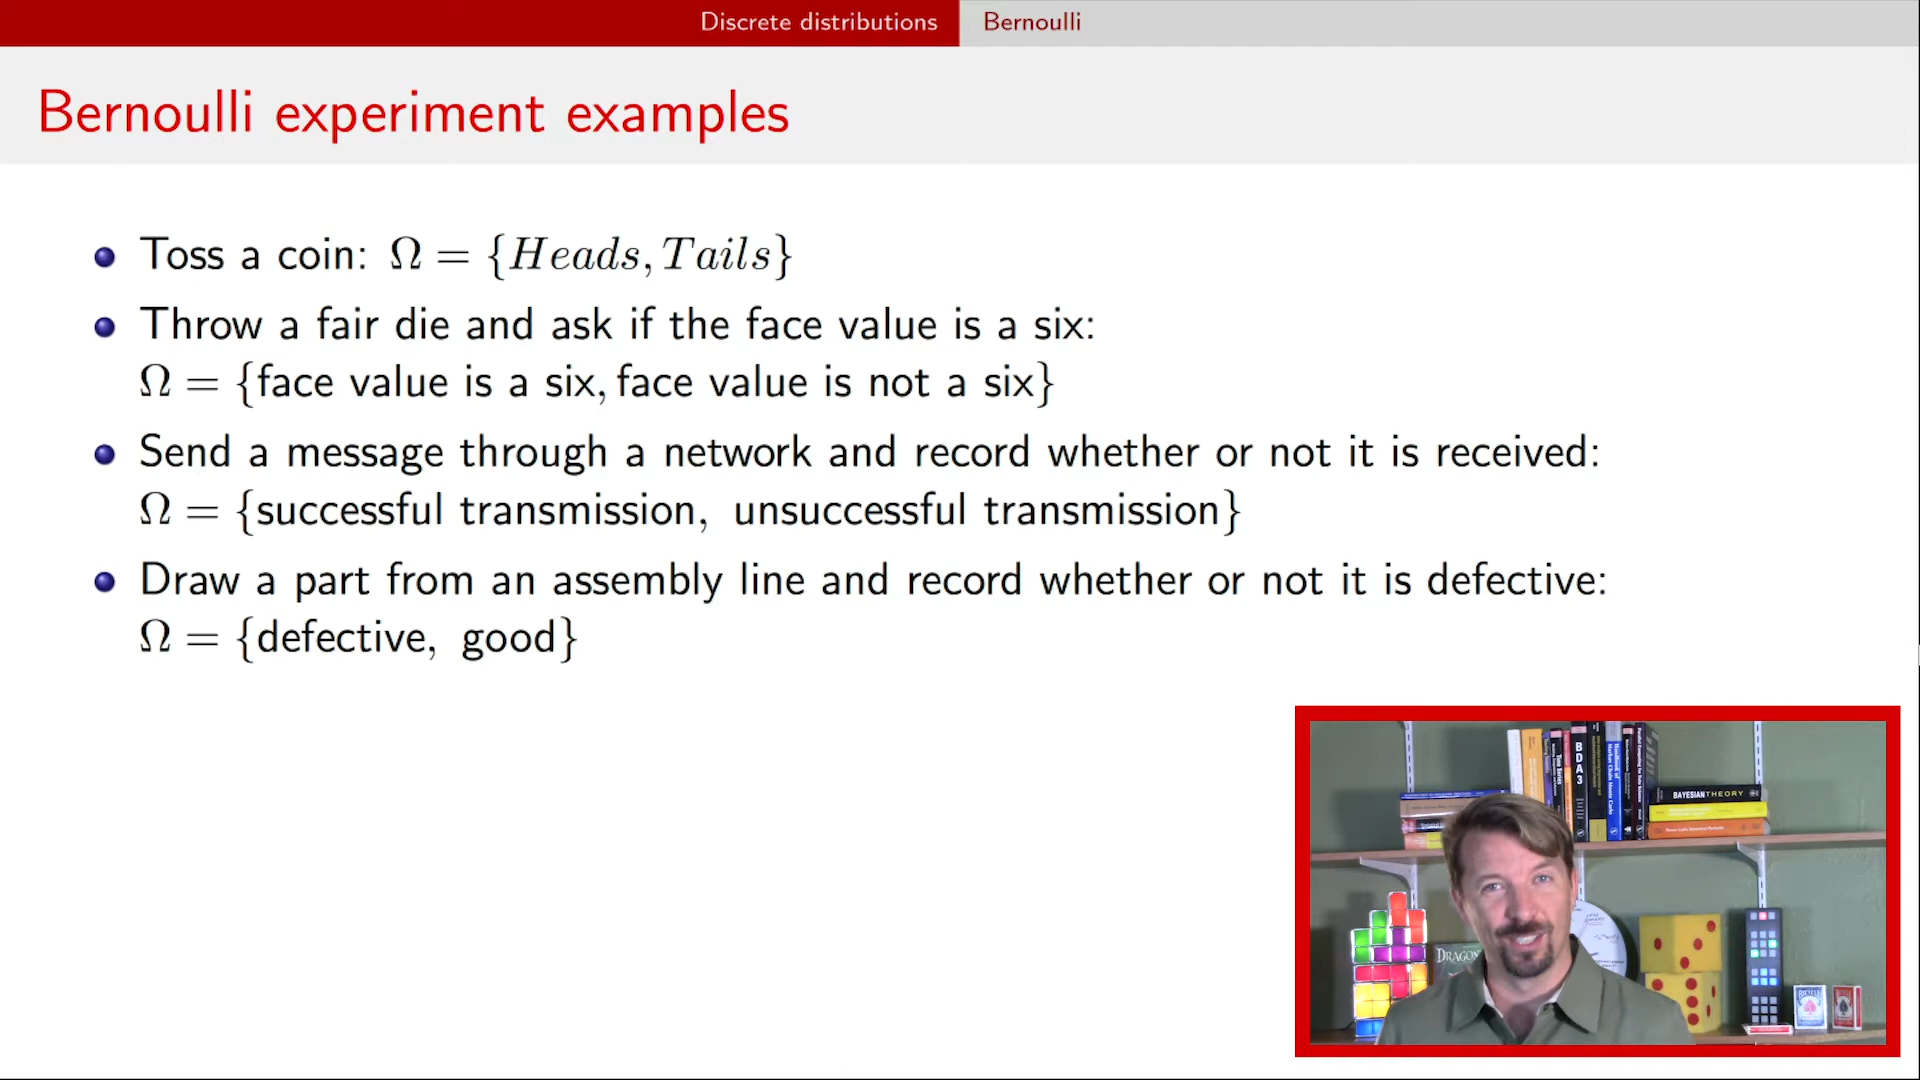 Discrete distributions Bernoulli
Bernoulli experiment examples
Toss a coin: Ω = {Heads, Tails}
Throw a fair die and ask if the face value is a six:
Ω = {face value is a six, face value is not a six}
Send a message through a network and record whether or not it is received:
Ω = {successful transmission, unsuccessful transmission}
Draw a part from an assembly line and record whether or not it is defective:
Ω = {defective, good}
BDA3
BAYESIAN THEORY
DRAGON